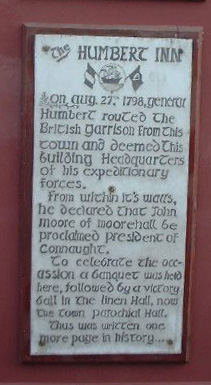 The HUMBERT INN
on Aug. 27. 1798, general
Humbert routed the
British garrison from this
town and deemed this
building Headquarters
of his expeditionary
forces.
From within it's walls,
he declared that John
moore of moorehall be
proclaimed president of
Connaught.
To celebrate the occ-
assion a banquet was held
here, followed by a victory
ball in the linen Hall, now
the town parochial Hall.
Thus was written one
more page in history...